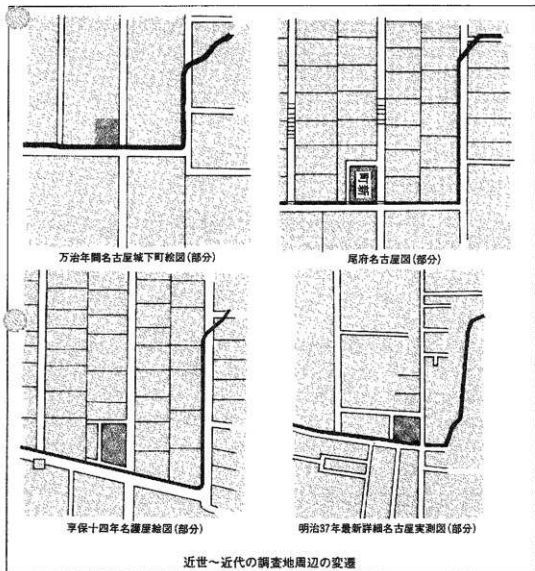 町新
万治年間名古屋城下町絵図(部分)
尾府名古屋図(部分)
享保十四年名護屋絵図(部分)
明治37年最新詳細名古屋実測図(部分)
近世～近代の調査地周辺の変遷